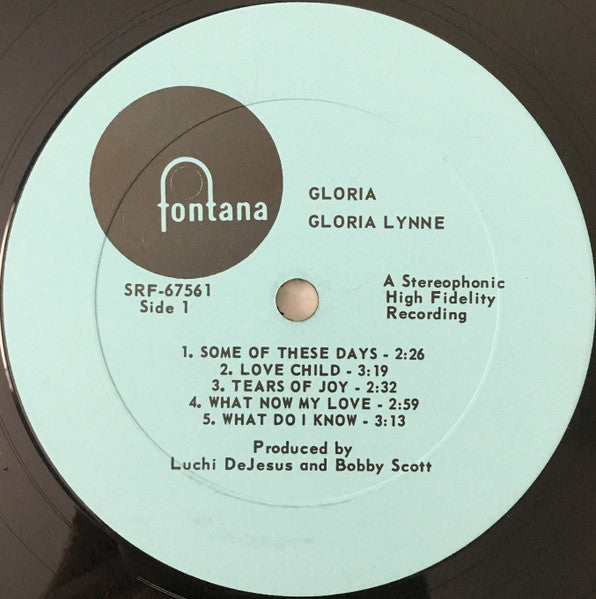 fontana
GLORIA
GLORIA LYNNE
SRF-67561
Side 1
A Stereophonic
High Fidelity
Recording
1. SOME OF THESE DAYS - 2:26
2. LOVE CHILD - 3:19
3. TEARS OF JOY - 2:32
4. WHAT NOW MY LOVE - 2:59
5. WHAT DO I KNOW - 3:13
Produced by
Luchi DeJesus and Bobby Scott